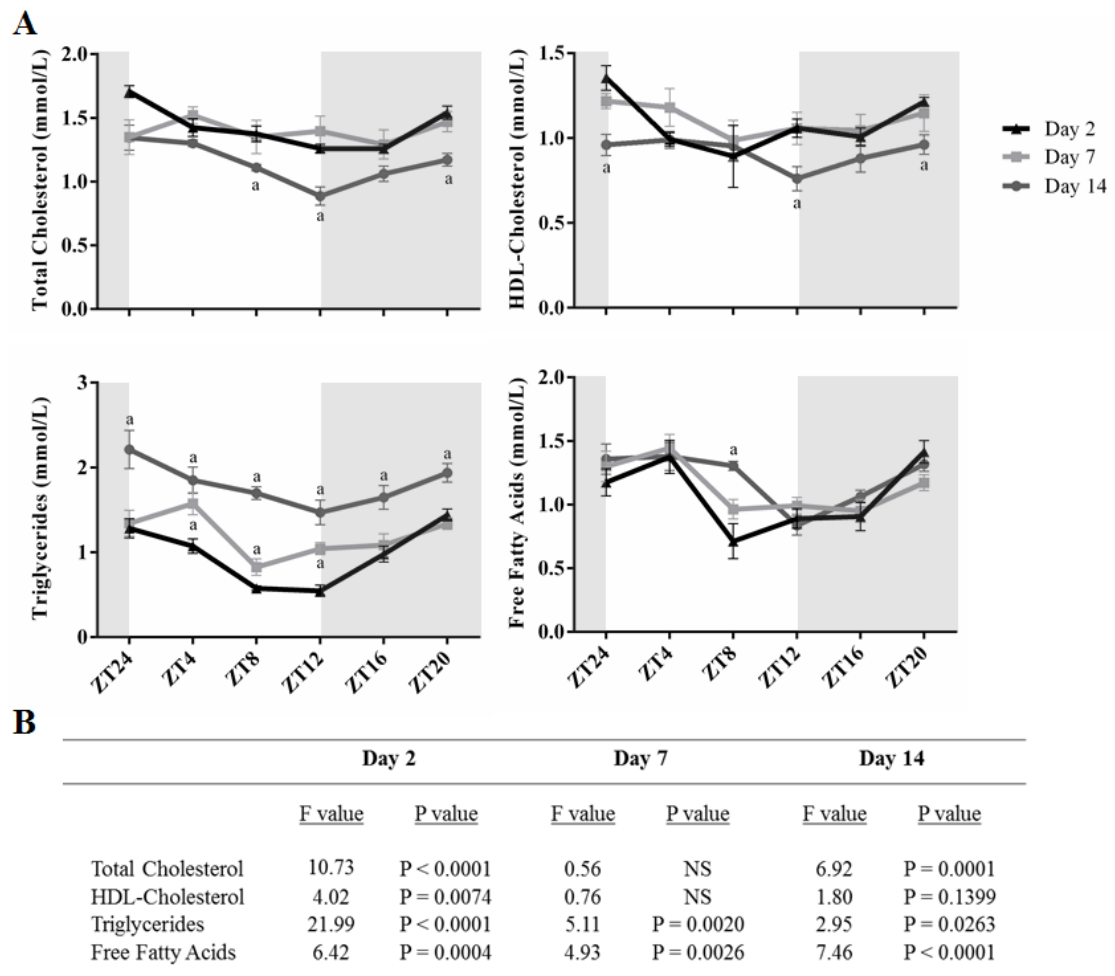 A
Total Cholesterol (mmol/L)
2.0
1.5
1.0
0.5
0.0
a
a
a
HDL-Cholesterol (mmol/L)
1.5
1.0
0.5
0.0
a
a
a
Day 2
Day 7
Day 14
Triglycerides (mmol/L)
3
2
1
0
a
a
a
a
a
a
a
a
a
ZT24
ZT4
ZT8
ZT12
ZT16
ZT20
Free Fatty Acids (mmol/L)
2.0
1.5
1.0
0.5
0.0
a
ZT24
ZT4
ZT8
ZT12
ZT16
ZT20
B
Day 2 Day 7 Day 14
F value P value F value P value F value P value
Total Cholesterol 10.73 P < 0.0001 0.56 NS 6.92 P = 0.0001
HDL-Cholesterol 4.02 P = 0.0074 0.76 NS 1.80 P = 0.1399
Triglycerides 21.99 P < 0.0001 5.11 P = 0.0020 2.95 P = 0.0263
Free Fatty Acids 6.42 P = 0.0004 4.93 P = 0.0026 7.46 P < 0.0001